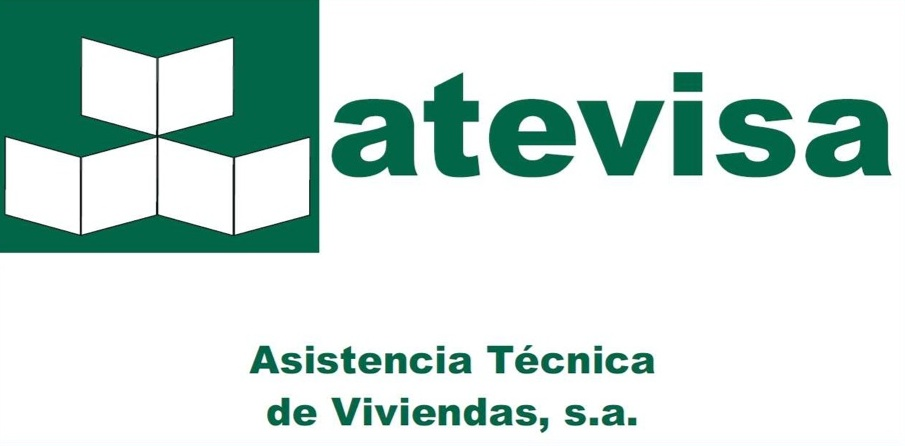 atevisa
Asistencia Técnica
de Viviendas, s.a.